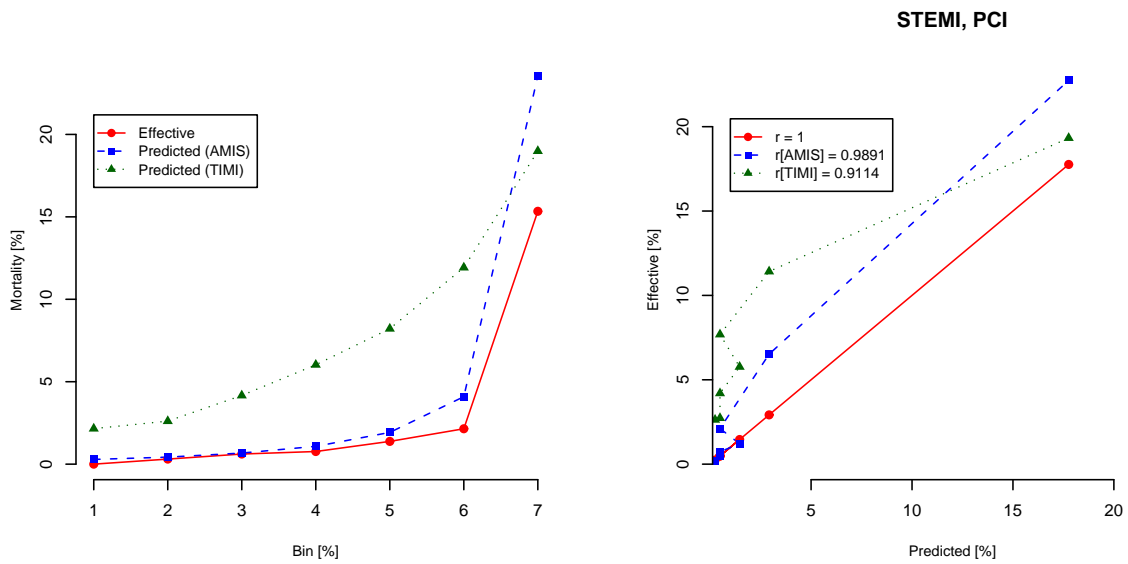 STEMI, PCI
Mortality [%]
0
5
10
15
20
Effective
Predicted (AMIS)
Predicted (TIMI)
1 2 3 4 5 6 7
Bin [%]
Effective [%]
0
5
10
15
20
r = 1
r[AMIS] = 0.9891
r[TIMI] = 0.9114
5 10 15 20
Predicted [%]